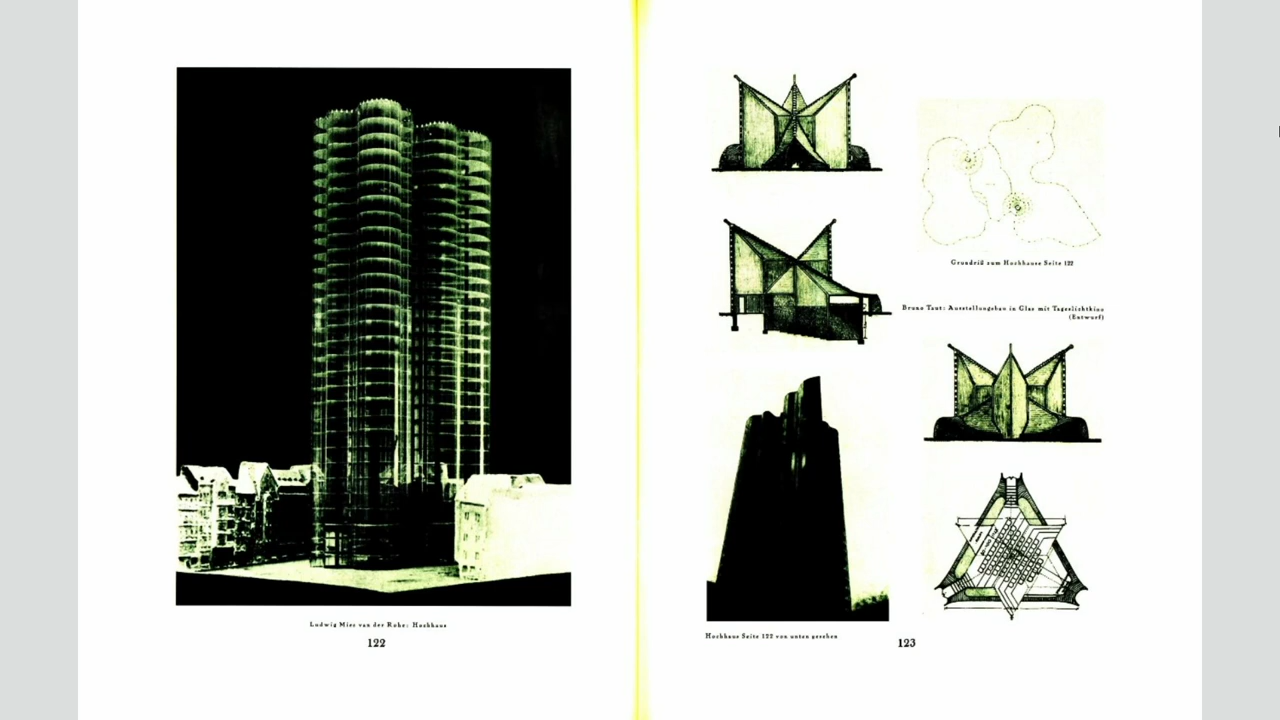 Ludwig Mies van der Rohe: Hochhaus
122
Grundriß zum Hochhause Seite 122
Bruno Taut: Ausstellungsbau in Glas mit Tageslichtkino
(Entwurf)
Hochhaus Seite 122 von unten gesehen
123